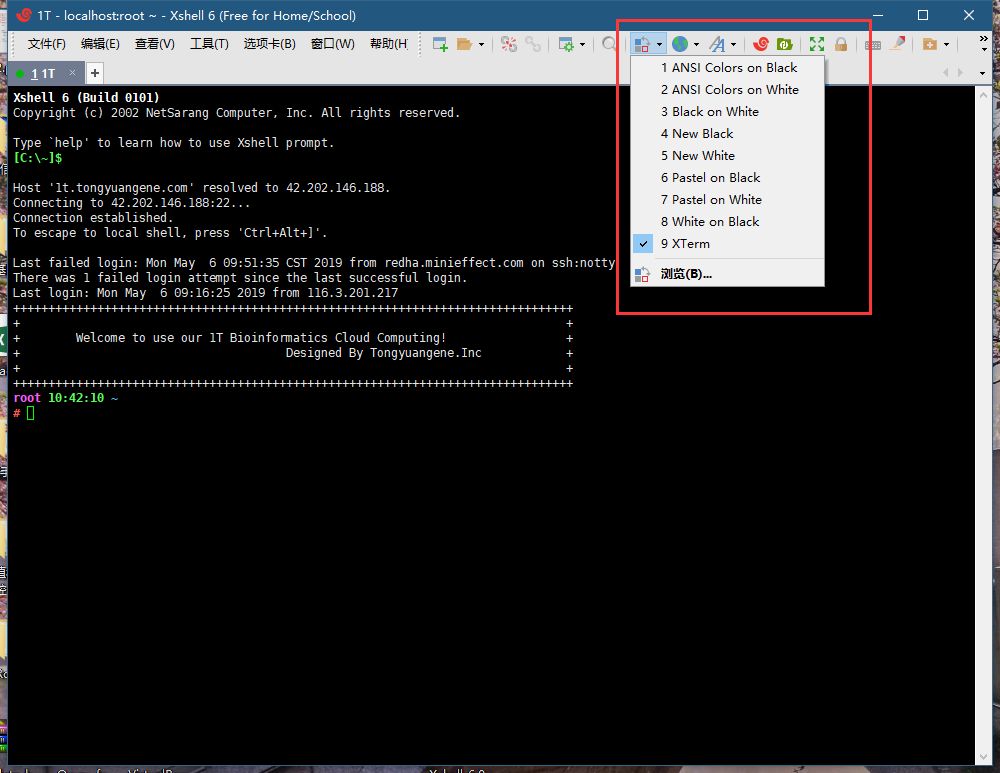 1T - localhost:root ~ - Xshell 6 (Free for Home/School)
文件(F) 编辑(E) 查看(V) 工具(T) 选项卡(B) 窗口(W) 帮助(H
1 1T × +
1 ANSI Colors on Black
2 ANSI Colors on White
3 Black on White
4 New Black
5 New White
6 Pastel on Black
7 Pastel on White
8 White on Black
9 XTerm
浏览(B)...
Xshell 6 (Build 0101)
Copyright (c) 2002 NetSarang Computer, Inc. All rights reserved.
Type `help' to learn how to use Xshell prompt.
[C:\~]$
Host '1t.tongyuangene.com' resolved to 42.202.146.188.
Connecting to 42.202.146.188:22...
Connection established.
To escape to local shell, press 'Ctrl+Alt+]'.
Last failed login: Mon May  6 09:51:35 CST 2019 from redha.minieffect.com on ssh:notty
There was 1 failed login attempt since the last successful login.
Last login: Mon May  6 09:16:25 2019 from 116.3.201.217
++++++++++++++++++++++++++++++++++++++++++++++++++++++++++++++++++++++++++++++++
+ +
+ Welcome to use our 1T Bioinformatics Cloud Computing! +
+ Designed By Tongyuangene.Inc +
+ +
++++++++++++++++++++++++++++++++++++++++++++++++++++++++++++++++++++++++++++++++
root 10:42:10 ~
#